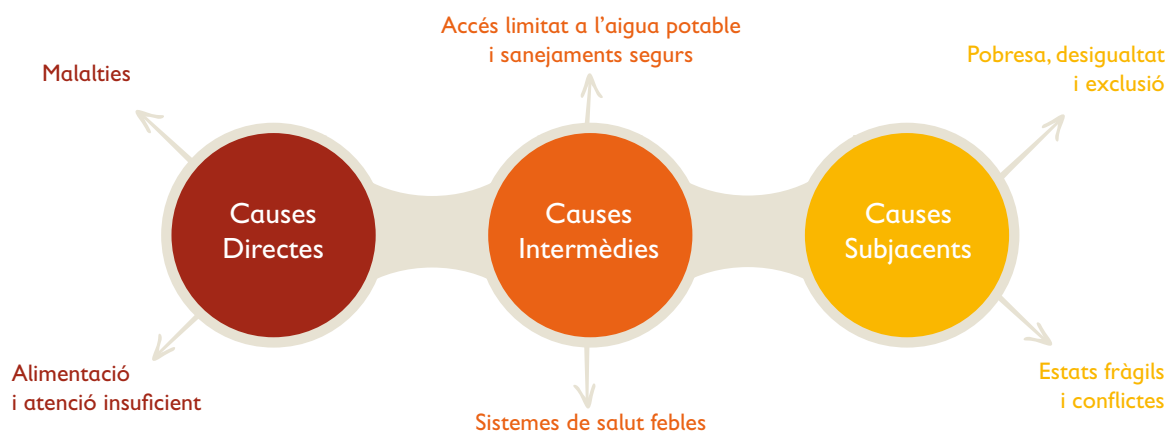 Malalties
Causes
Directes
Alimentació
i atenció insuficient
Accés limitat a l’aigua potable
i sanejaments segurs
Causes
Intermèdies
Sistemes de salut febles
Pobresa, desigualtat
i exclusió
Causes
Subjacents
Estats fràgils
i conflictes